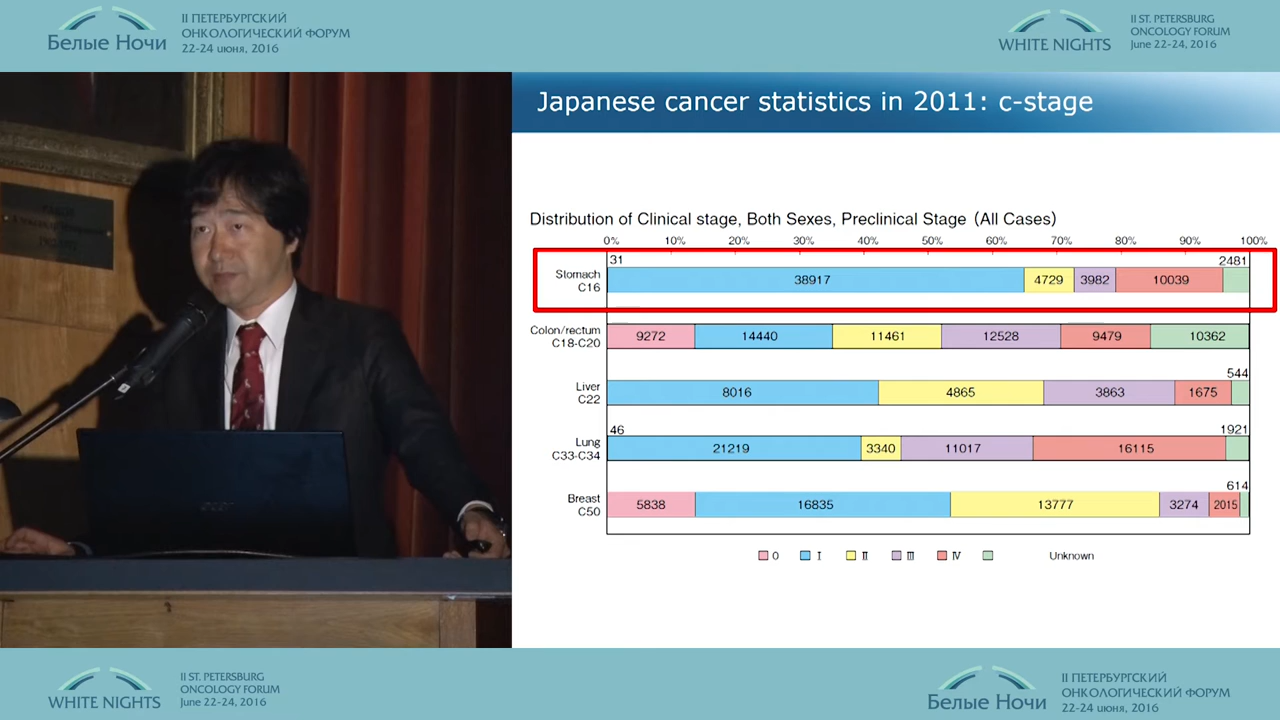 Белые Ночи
II ПЕТЕРБУРГСКИЙ
ОНКОЛОГИЧЕСКИЙ ФОРУМ
22-24 июня, 2016
WHITE NIGHTS
II ST. PETERSBURG
ONCOLOGY FORUM
June 22-24, 2016
Japanese cancer statistics in 2011: c-stage
Distribution of Clinical stage, Both Sexes, Preclinical Stage (All Cases)
0% 10% 20% 30% 40% 50% 60% 70% 80% 90% 100%
31 2481
Stomach
C16
38917 4729 3982 10039
Colon/rectum
C18-C20
9272 14440 11461 12528 9479 10362
544
Liver
C22
8016 4865 3863 1675
46 1921
Lung
C33-C34
21219 3340 11017 16115
614
Breast
C50
5838 16835 13777 3274 2015
0 I II III IV Unknown
acer
WHITE NIGHTS
II ST. PETERSBURG
ONCOLOGY FORUM
June 22-24, 2016
Белые Ночи
II ПЕТЕРБУРГСКИЙ
ОНКОЛОГИЧЕСКИЙ ФОРУМ
22-24 июня, 2016